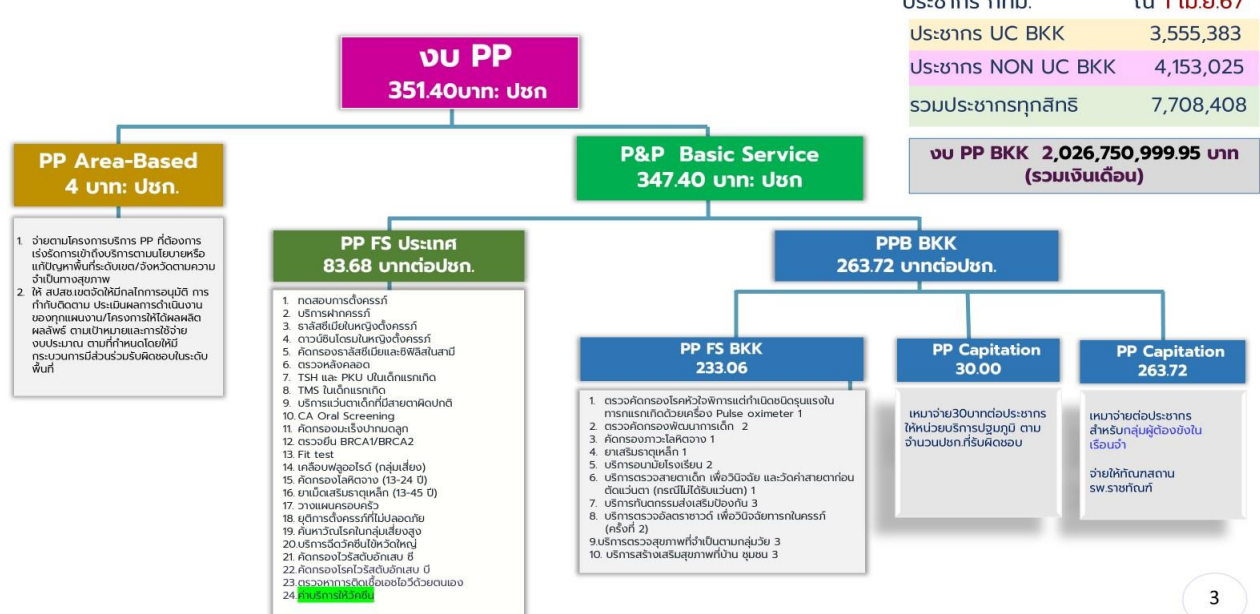 ประชากร กทม. ณ 1 เม.ย.67
ประชากร UC BKK 3,555,383
ประชากร NON UC BKK 4,153,025
รวมประชากรทุกสิทธิ 7,708,408
งบ PP BKK 2,026,750,999.95 บาท
(รวมเงินเดือน)
งบ PP
351.40บาท: ปชก
PP Area-Based
4 บาท: ปชก.
1. จ่ายตามโครงการบริการ PP ที่ต้องการ
เร่งรัดการเข้าถึงบริการตามนโยบายหรือ
แก้ปัญหาพื้นที่ระดับเขต/จังหวัดตามความ
จำเป็นทางสุขภาพ
2. ให้ สปสช.เขตจัดให้มีกลไกการอนุมัติ การ
กำกับติดตาม ประเมินผลการดำเนินงาน
ของทุกแผนงาน/โครงการให้ได้ผลผลิต
ผลลัพธ์ ตามเป้าหมายและการใช้จ่าย
งบประมาณ ตามที่กำหนดโดยให้มี
กระบวนการมีส่วนร่วมรับผิดชอบในระดับ
พื้นที่
P&P Basic Service
347.40 บาท: ปชก
PP FS ประเทศ
83.68 บาทต่อปชก.
1. ทดสอบการตั้งครรภ์
2. บริการฝากครรภ์
3. ธาลัสซีเมียในหญิงตั้งครรภ์
4. ดาวน์ซินโดรมในหญิงตั้งครรภ์
5. คัดกรองธาลัสซีเมียและซิฟิลิสในสามี
6. ตรวจหลังคลอด
7. TSH และ PKU ปในเด็กแรกเกิด
8. TMS ในเด็กแรกเกิด
9. บริการแว่นตาเด็กที่มีสายตาผิดปกติ
10. CA Oral Screening
11. คัดกรองมะเร็งปากมดลูก
12. ตรวจยีน BRCA1/BRCA2
13. Fit test
14. เคลือบฟลูออไรด์ (กลุ่มเสี่ยง)
15. คัดกรองโลหิตจาง (13-24 ปี)
16. ยาเม็ดเสริมธาตุเหล็ก (13-45 ปี)
17. วางแผนครอบครัว
18. ยุติการตั้งครรภ์ที่ไม่ปลอดภัย
19. ค้นหาวัณโรคในกลุ่มเสี่ยงสูง
20.บริการฉีดวัคซีนไข้หวัดใหญ่
21. คัดกรองไวรัสตับอักเสบ ซี
22.คัดกรองโรคไวรัสตับอักเสบ บี
23.ตรวจหาการติดเชื้อเอชไอวีด้วยตนเอง
24.ค่าบริการให้วัคซีน
PPB BKK
263.72 บาทต่อปชก.
PP FS BKK
233.06
1. ตรวจคัดกรองโรคหัวใจพิการแต่กำเนิดชนิดรุนแรงใน
ทารกแรกเกิดด้วยเครื่อง Pulse oximeter 1
2. ตรวจคัดกรองพัฒนาการเด็ก 2
3. คัดกรองภาวะโลหิตจาง 1
4. ยาเสริมธาตุเหล็ก 1
5. บริการอนามัยโรงเรียน 2
6. บริการตรวจสายตาเด็ก เพื่อวินิจฉัย และวัดค่าสายตาก่อน
ตัดแว่นตา (กรณีไม่ได้รับแว่นตา) 1
7. บริการทันตกรรมส่งเสริมป้องกัน 3
8. บริการตรวจอัลตราซาวด์ เพื่อวินิจฉัยทารกในครรภ์
(ครั้งที่ 2)
9.บริการตรวจสุขภาพที่จำเป็นตามกลุ่มวัย 3
10. บริการสร้างเสริมสุขภาพที่บ้าน ชุมชน 3
PP Capitation
30.00
เหมาจ่าย30บาทต่อประชากร
ให้หน่วยบริการปฐมภูมิ ตาม
จำนวนปชก.ที่รับผิดชอบ
PP Capitation
263.72
เหมาจ่ายต่อประชากร
สำหรับกลุ่มผู้ต้องขังใน
เรือนจำ
จ่ายให้ทัณฑสถาน
รพ.ราชทัณฑ์
3